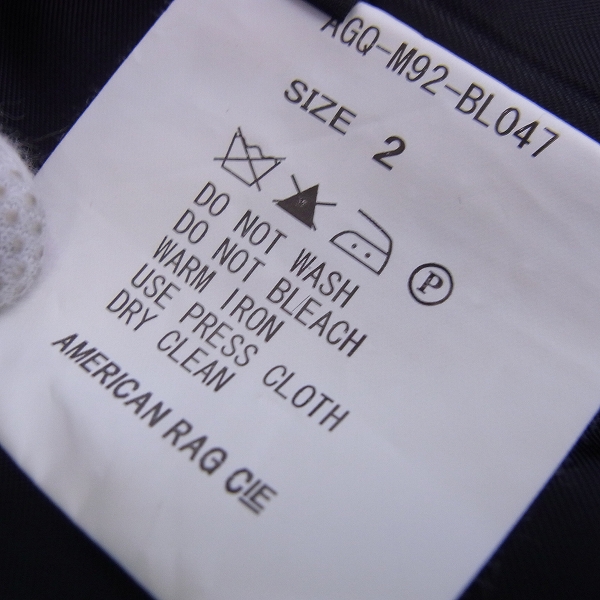 AGQ-M92-BL047
SIZE 2
P
DO NOT WASH
DO NOT BLEACH
WARM IRON
USE PRESS CLOTH
DRY CLEAN
AMERICAN RAG CIE